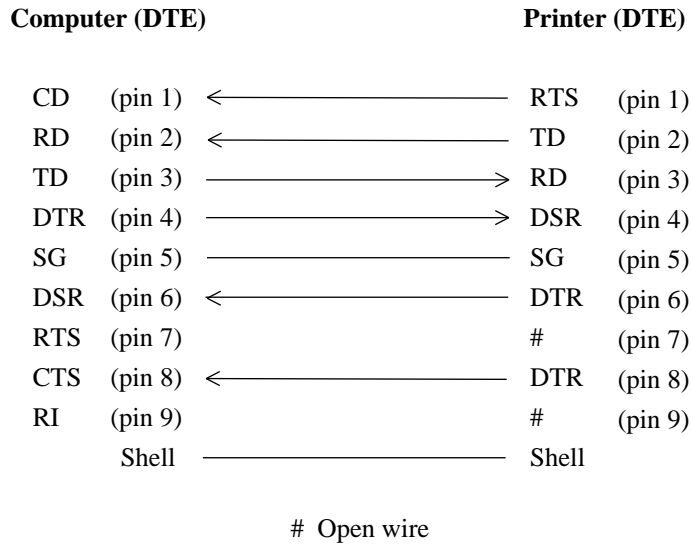 Computer (DTE) Printer (DTE)
CD (pin 1) RTS (pin 1)
RD (pin 2) TD (pin 2)
TD (pin 3) RD (pin 3)
DTR (pin 4) DSR (pin 4)
SG (pin 5) SG (pin 5)
DSR (pin 6) DTR (pin 6)
RTS (pin 7) # (pin 7)
CTS (pin 8) DTR (pin 8)
RI (pin 9) # (pin 9)
Shell Shell
# Open wire